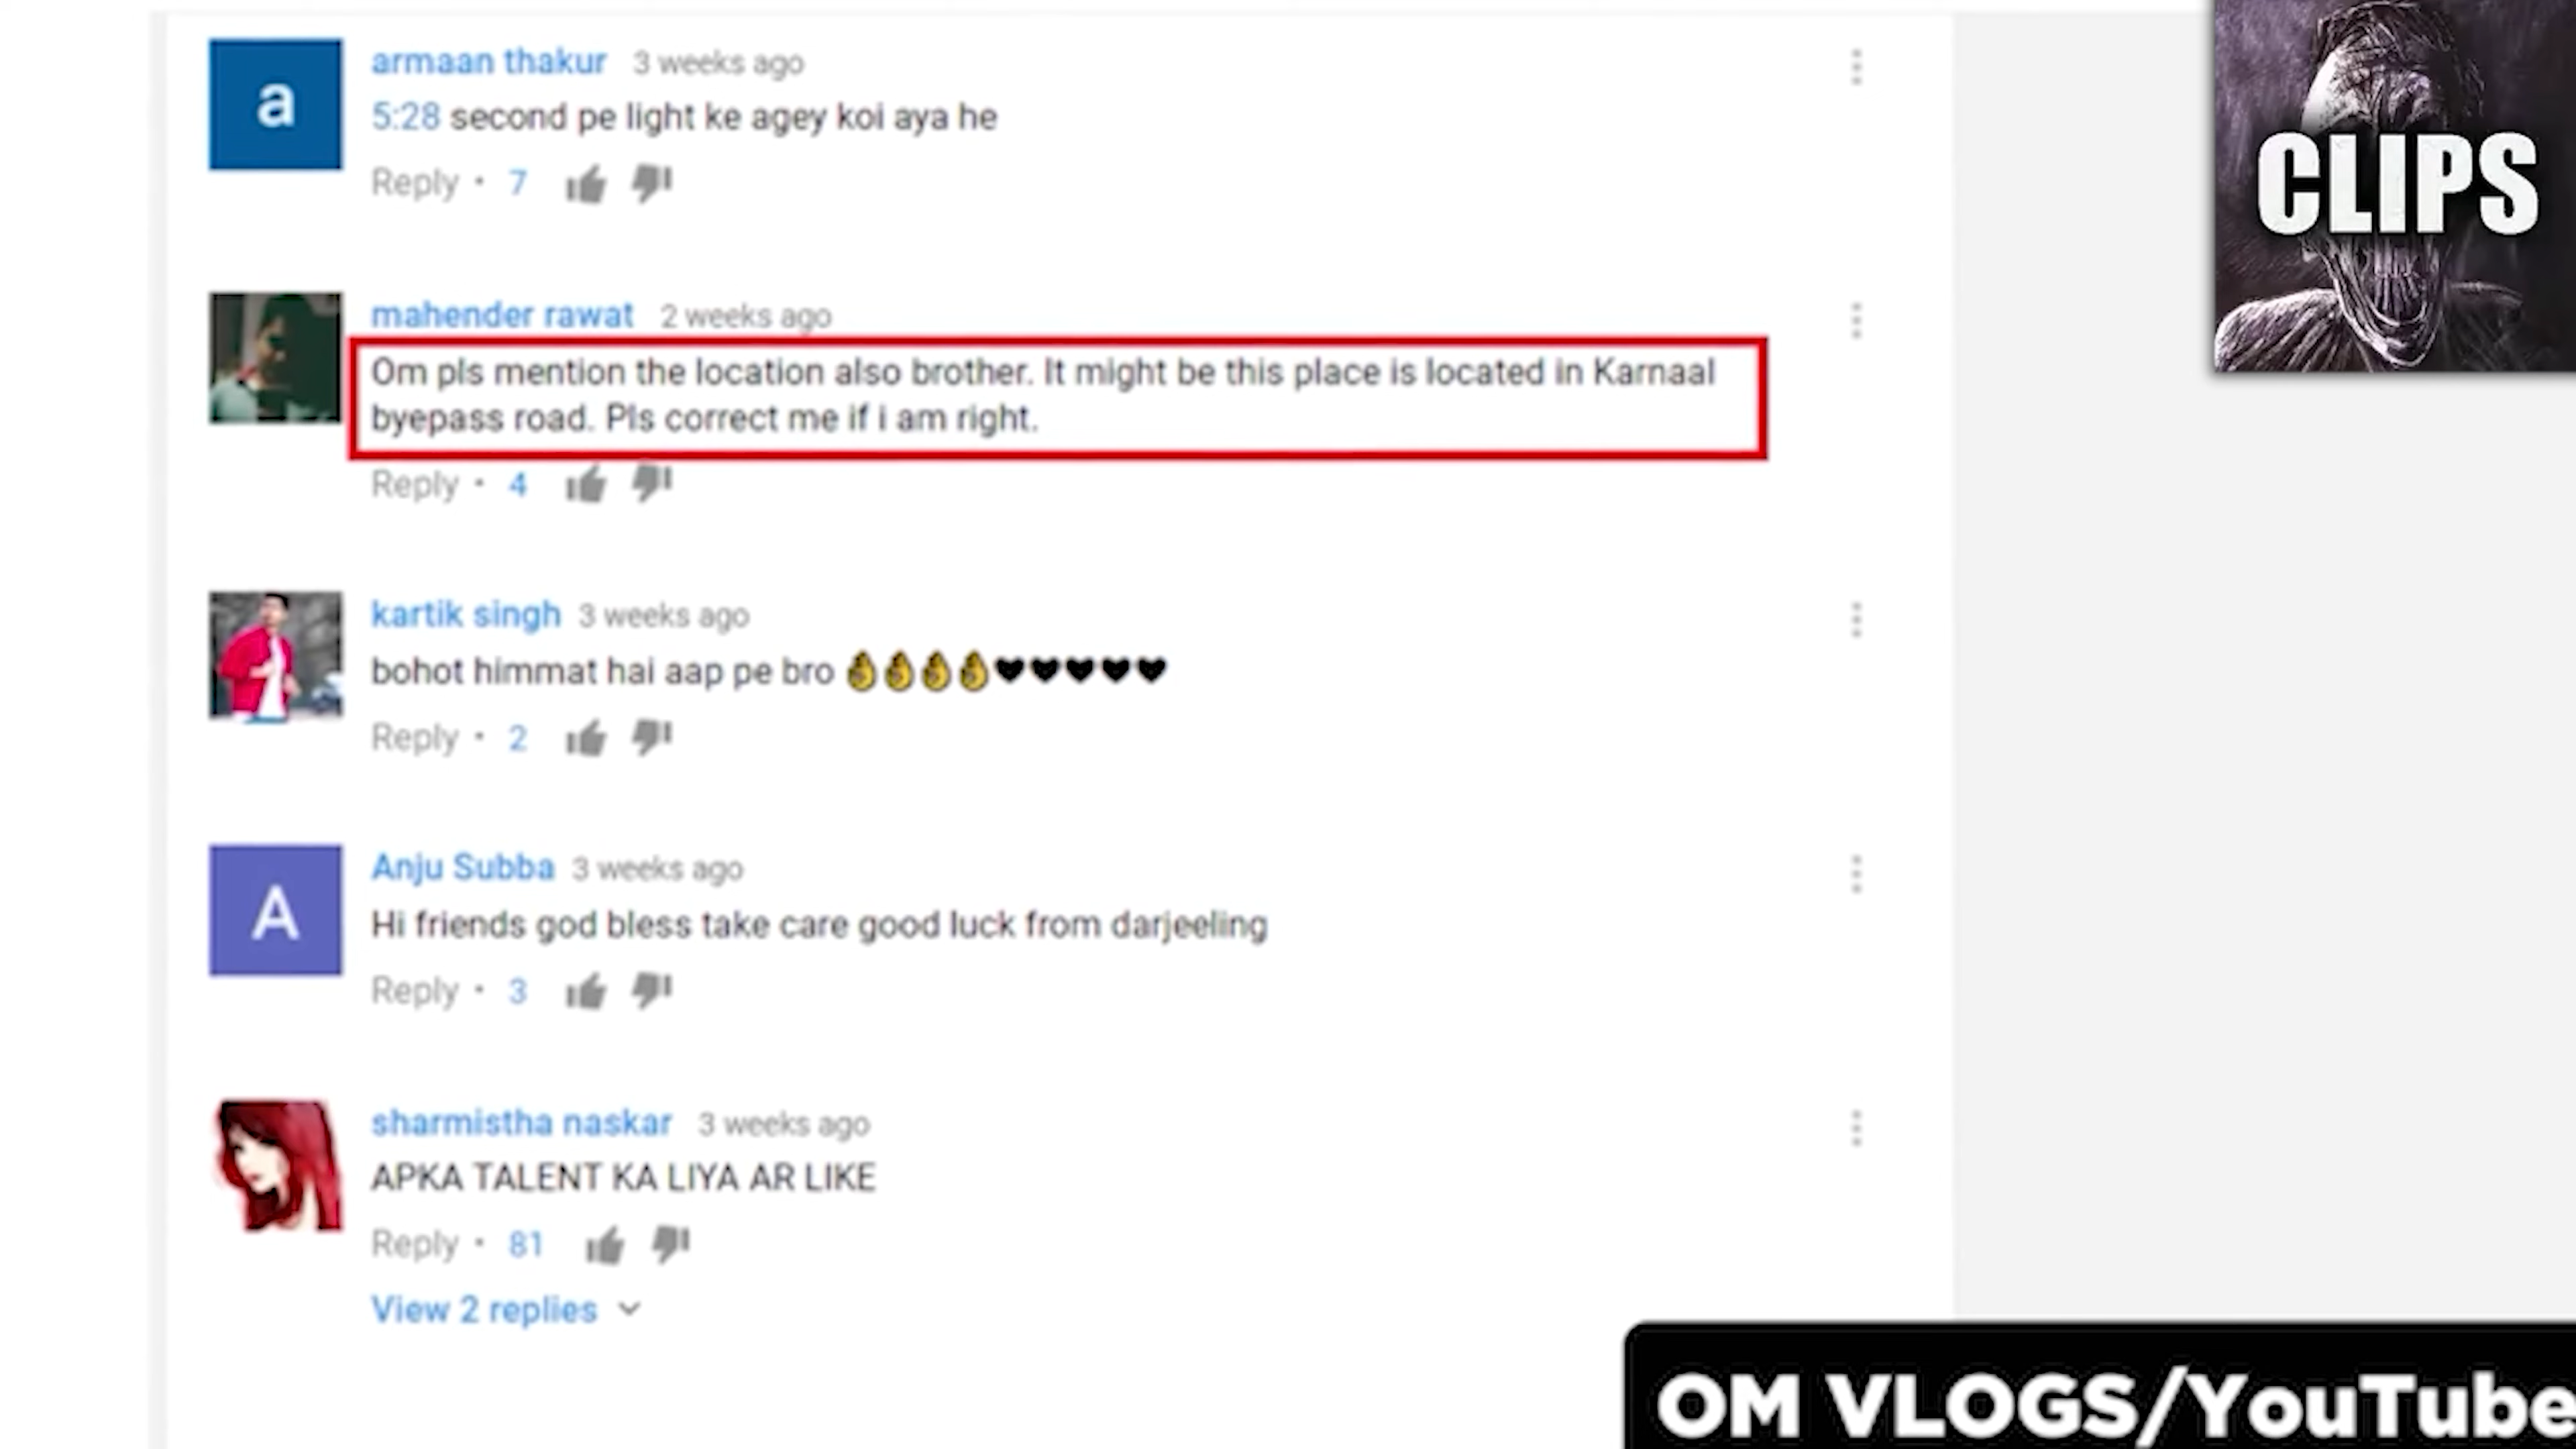 armaan thakur 3 weeks ago
5:28 second pe light ke agey koi aya he
Reply • 7
mahender rawat 2 weeks ago
Om pls mention the location also brother. It might be this place is located in Karnaal
byepass road. Pls correct me if i am right.
Reply • 4
kartik singh 3 weeks ago
bohot himmat hai aap pe bro 👌👌👌👌♥♥♥♥♥
Reply • 2
Anju Subba 3 weeks ago
Hi friends god bless take care good luck from darjeeling
Reply • 3
sharmistha naskar 3 weeks ago
APKA TALENT KA LIYA AR LIKE
Reply • 81
View 2 replies
a
A
CLIPS
OM VLOGS/YouTube